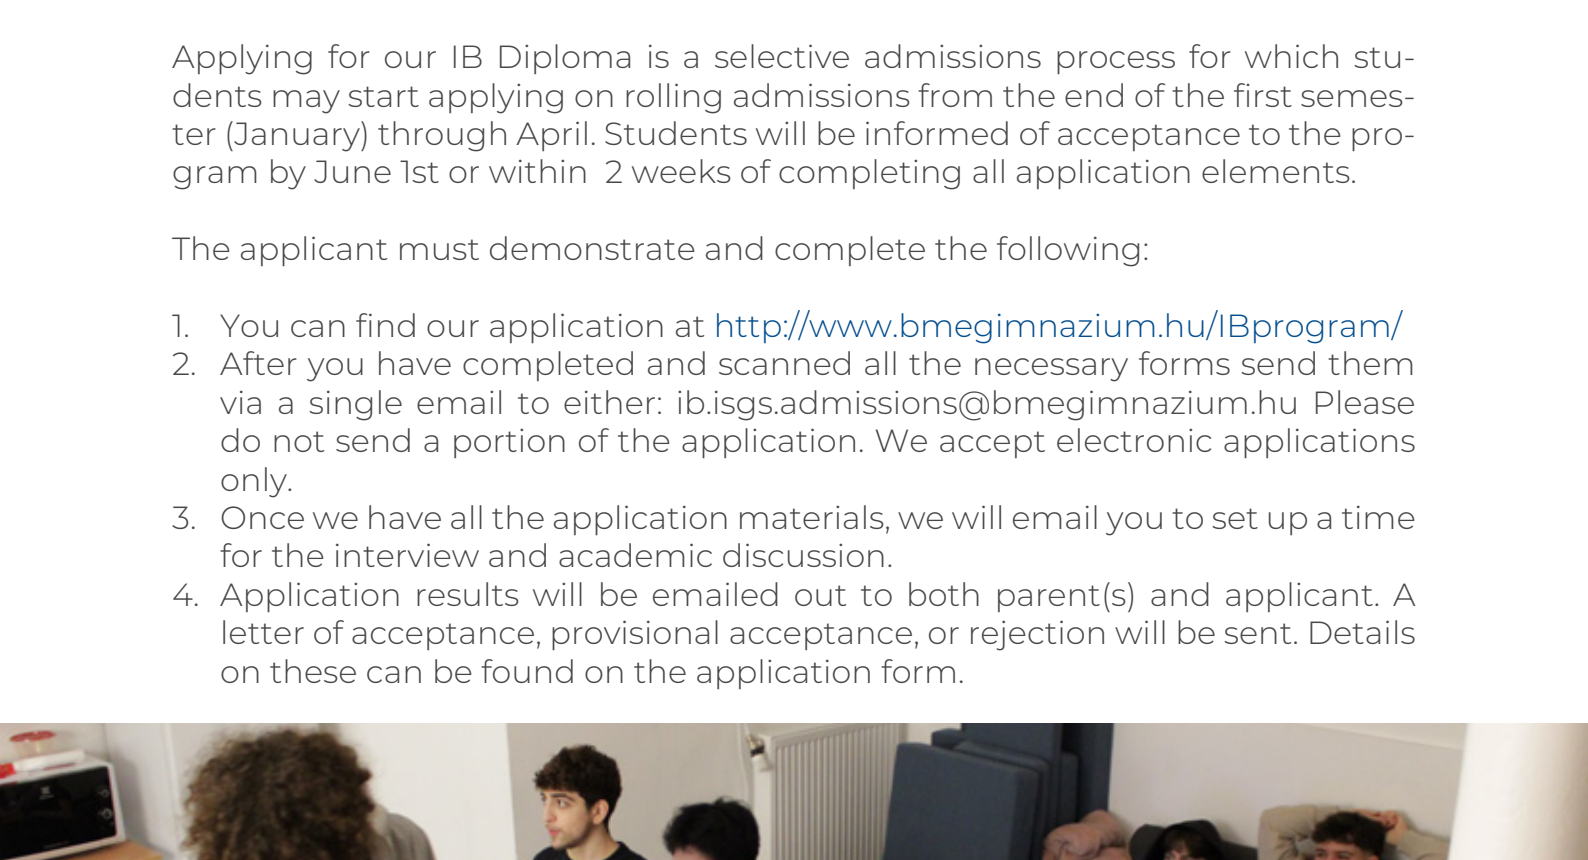 Applying for our IB Diploma is a selective admissions process for which stu-
dents may start applying on rolling admissions from the end of the first semes-
ter (January) through April. Students will be informed of acceptance to the pro-
gram by June 1st or within  2 weeks of completing all application elements.
The applicant must demonstrate and complete the following:
1. You can find our application at http://www.bmegimnazium.hu/IBprogram/
2. After you have completed and scanned all the necessary forms send them
via a single email to either: ib.isgs.admissions@bmegimnazium.hu Please
do not send a portion of the application. We accept electronic applications
only.
3. Once we have all the application materials, we will email you to set up a time
for the interview and academic discussion.
4. Application results will be emailed out to both parent(s) and applicant. A
letter of acceptance, provisional acceptance, or rejection will be sent. Details
on these can be found on the application form.